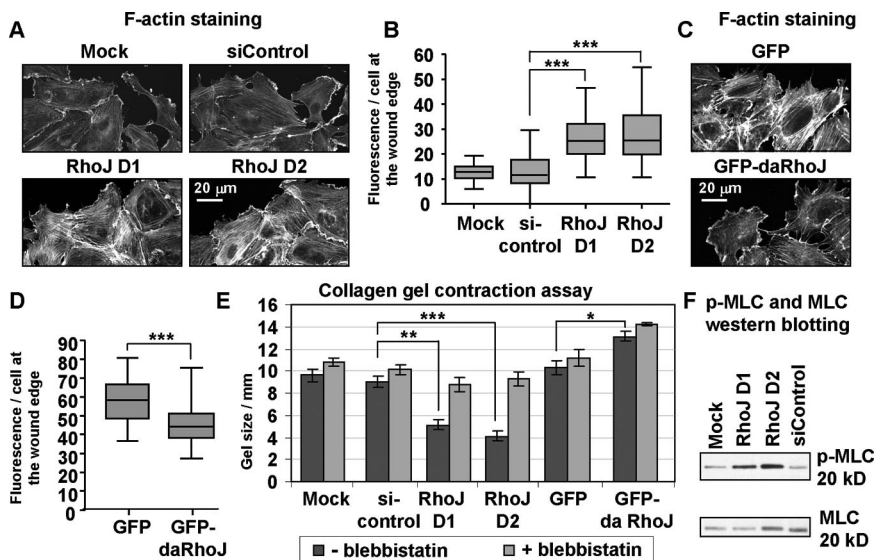 F-actin staining
A
Mock
siControl
RhoJ D1
RhoJ D2
20 µm
B
Fluorescence / cell at
the wound edge
60
50
40
30
20
10
0
***
***
Mock
si-
control
RhoJ
D1
RhoJ
D2
F-actin staining
C
GFP
GFP-daRhoJ
20 µm
D
Fluorescence / cell at
the wound edge
90
80
70
60
50
40
30
20
10
0
***
GFP
GFP-
daRhoJ
E
Collagen gel contraction assay
Gel size / mm
16
14
12
10
8
6
4
2
0
***
**
*
Mock
si-
control
RhoJ
D1
RhoJ
D2
GFP
GFP-
da RhoJ
- blebbistatin
+ blebbistatin
F
p-MLC and MLC
western blotting
Mock
RhoJ D1
RhoJ D2
siControl
p-MLC
20 kD
MLC
20 kD